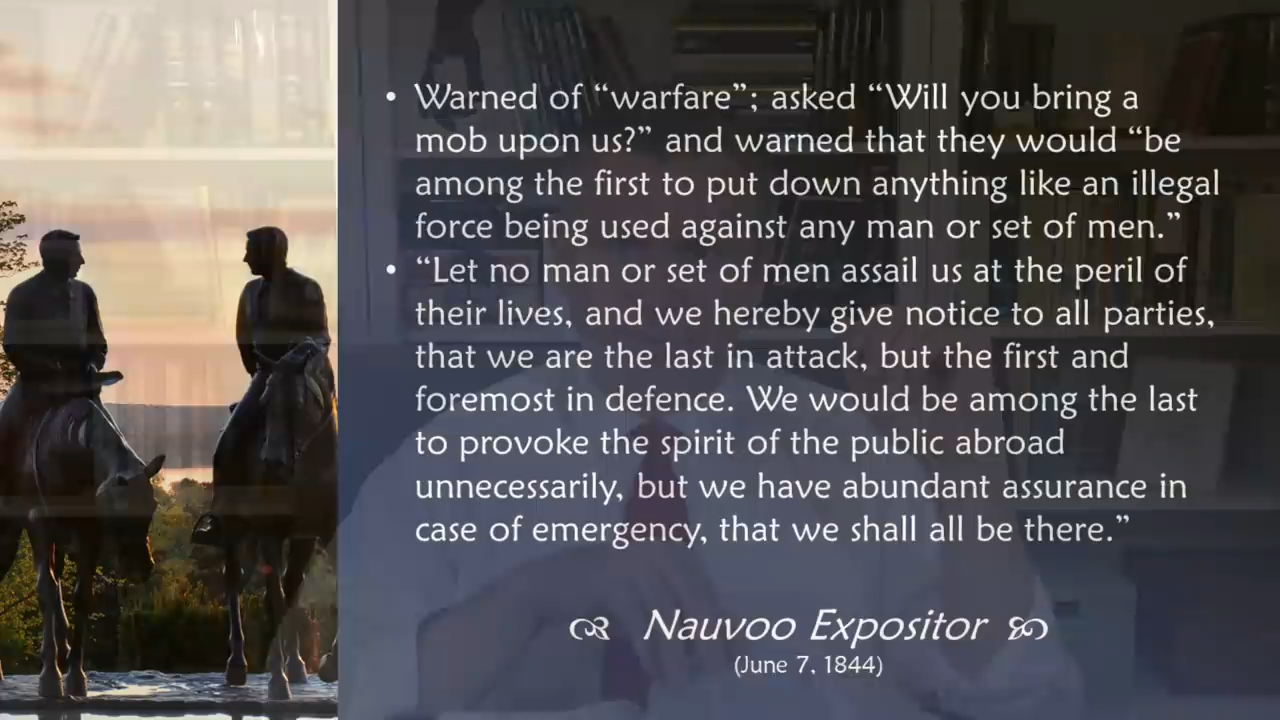 • Warned of “warfare”; asked “Will you bring a
mob upon us?” and warned that they would “be
among the first to put down anything like an illegal
force being used against any man or set of men.”
• “Let no man or set of men assail us at the peril of
their lives, and we hereby give notice to all parties,
that we are the last in attack, but the first and
foremost in defence. We would be among the last
to provoke the spirit of the public abroad
unnecessarily, but we have abundant assurance in
case of emergency, that we shall all be there.”
Nauvoo Expositor
(June 7, 1844)